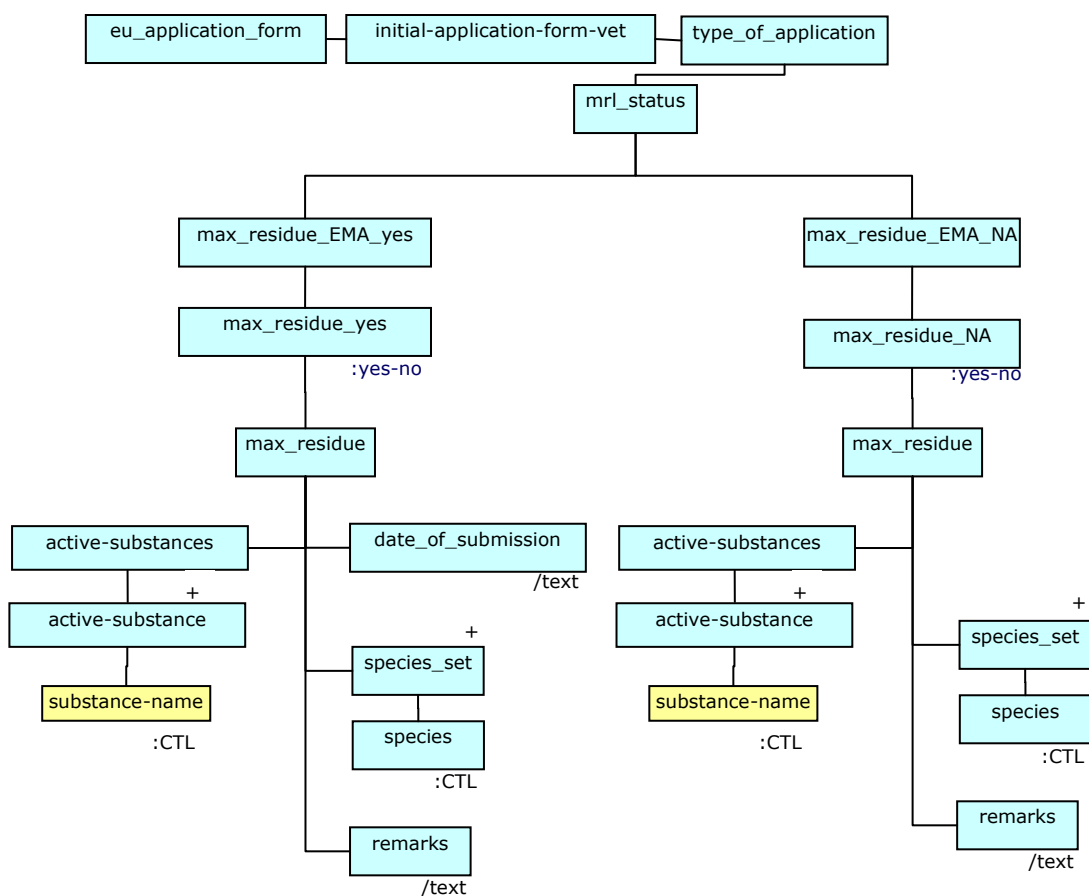 eu_application_form
initial-application-form-vet
type_of_application
mrl_status
max_residue_EMA_yes
max_residue_EMA_NA
max_residue_yes
:yes-no
max_residue_NA
:yes-no
max_residue
max_residue
active-substances
date_of_submission
/text
active-substances
+
active-substance
+
active-substance
+
species_set
+
species_set
substance-name
:CTL
species
:CTL
substance-name
:CTL
species
:CTL
remarks
/text
remarks
/text